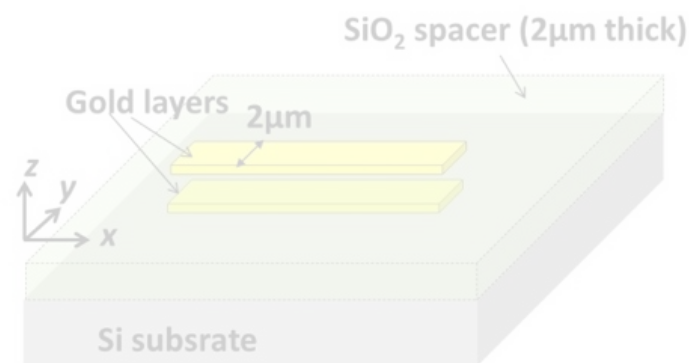 SiO₂ spacer (2μm thick)
Gold layers
2μm
z
y
x
Si subsrate